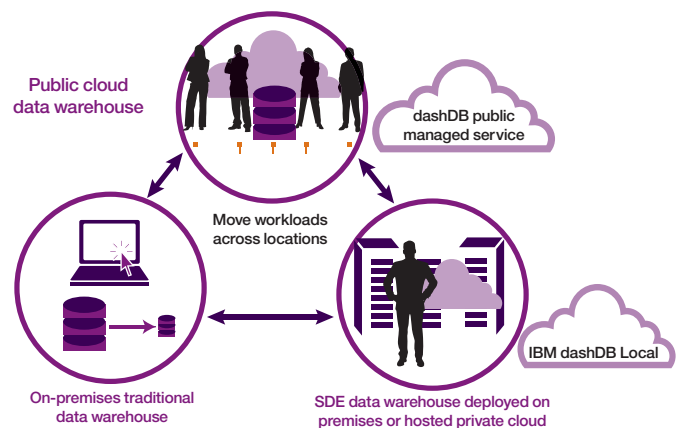 Public cloud
data warehouse
dashDB public
managed service
Move workloads
across locations
IBM dashDB Local
On-premises traditional
data warehouse
SDE data warehouse deployed on
premises or hosted private cloud